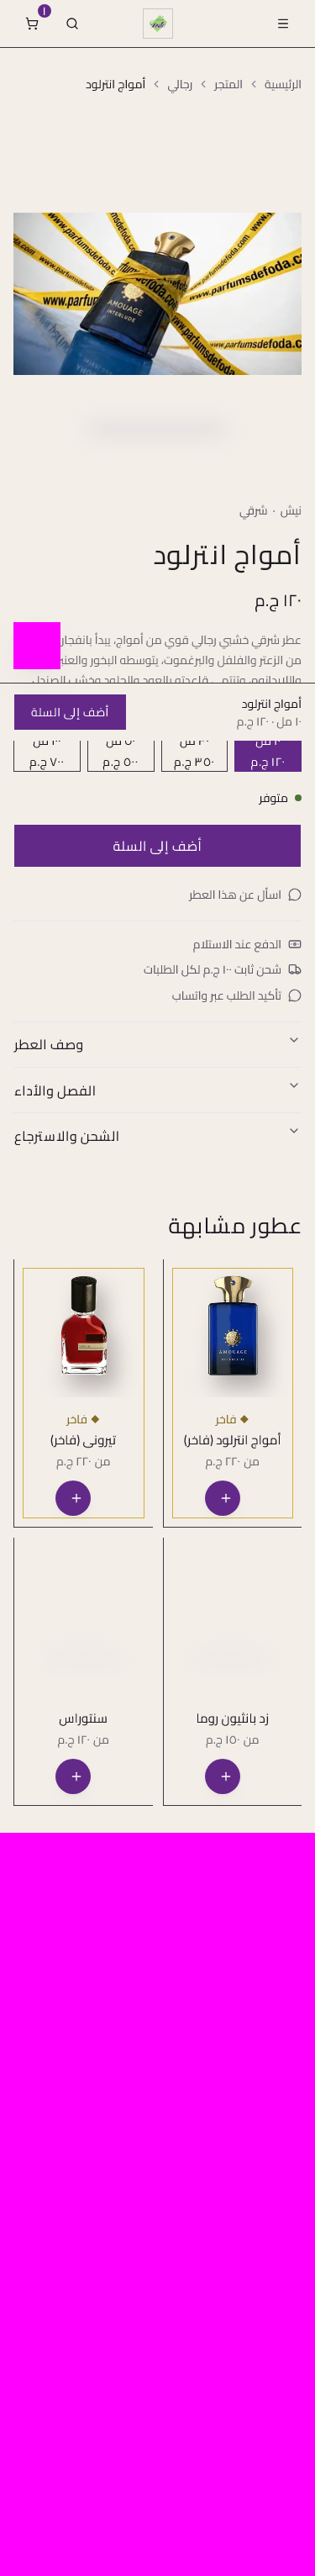 ١
الرئيسية
المتجر
رجالي
أمواج انترلود
www.parfumsdefoda.com
AMOUAGE
INTERLUDE
نيش · شرقي
أمواج انترلود
١٢٠ ج.م
عطر شرقي خشبي رجالي قوي من أمواج، يبدأ بانفجار
من الزعتر والفلفل والبرغموت، يتوسطه البخور والعنبر
أمواج انترلود
١٠ مل · ١٢٠ ج.م
أضف إلى السلة
١٢٠ ج.م
٣٥٠ ج.م
٥٠٠ ج.م
٧٠٠ ج.م
متوفر
أضف إلى السلة
اسأل عن هذا العطر
الدفع عند الاستلام
شحن ثابت ١٠٠ ج.م لكل الطلبات
تأكيد الطلب عبر واتساب
وصف العطر
الفصل والأداء
الشحن والاسترجاع
عطور مشابهة
AMOUAGE
فاخر
أمواج انترلود (فاخر)
من ٢٢٠ ج.م
+
فاخر
تيرونى (فاخر)
من ٢٢٠ ج.م
+
زد بانثيون روما
من ١٥٠ ج.م
+
سنتوراس
من ١٢٠ ج.م
+